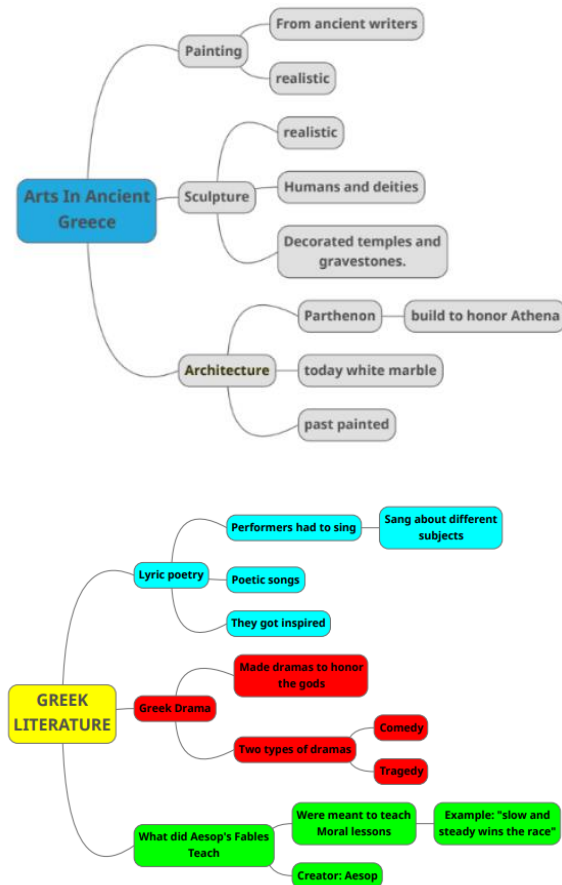 From ancient writers
Painting
realistic
realistic
Arts In Ancient
Greece
Sculpture
Humans and deities
Decorated temples and
gravestones.
Parthenon
build to honor Athena
Architecture
today white marble
past painted
Performers had to sing
Sang about different
subjects
Lyric poetry
Poetic songs
They got inspired
GREEK
LITERATURE
Greek Drama
Made dramas to honor
the gods
Two types of dramas
Comedy
Tragedy
What did Aesop's Fables
Teach
Were meant to teach
Moral lessons
Example: "slow and
steady wins the race"
Creator: Aesop